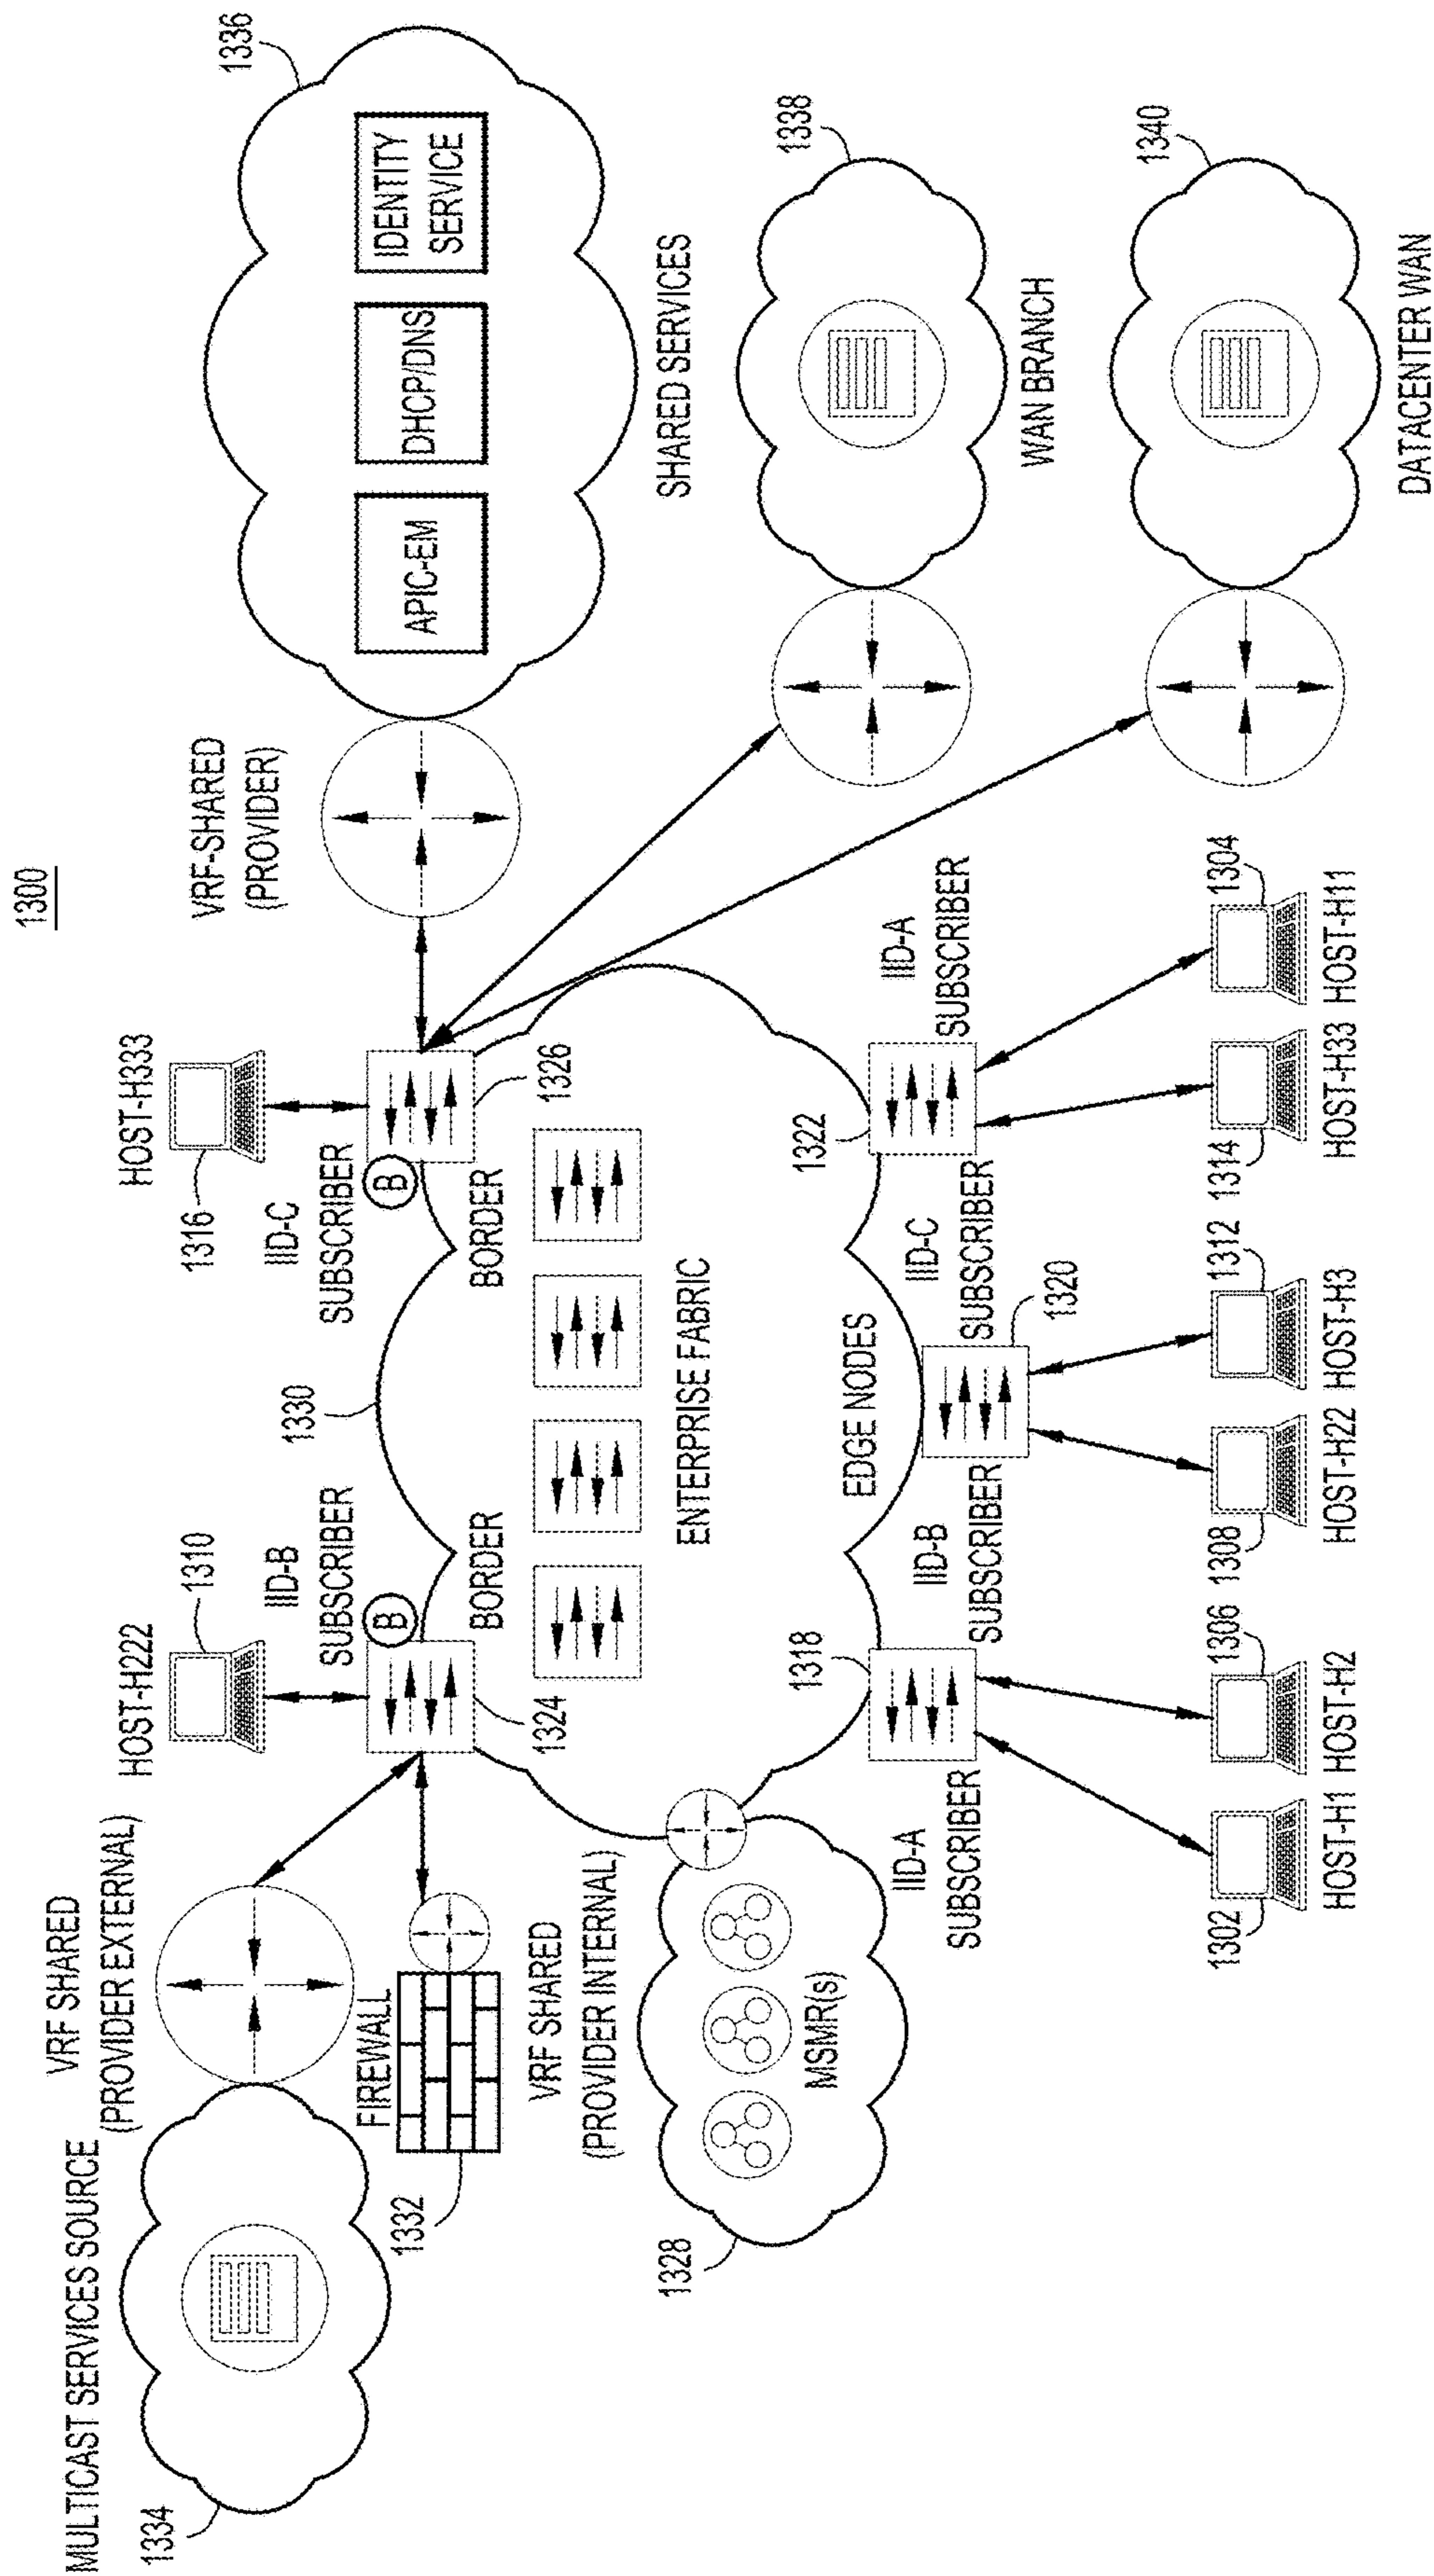 1300
MULTICAST SERVICES SOURCE
VRF SHARED
(PROVIDER EXTERNAL)
1334
HOST-H222
1310
HOST-H333
1316
VRF-SHARED
(PROVIDER)
1336
IID-B
SUBSCRIBER
B
BORDER
1324
1330
IID-C
SUBSCRIBER
B
BORDER
1326
APIC-EM
DHCP/DNS
IDENTITY
SERVICE
SHARED SERVICES
FIREWALL
1332
VRF SHARED
(PROVIDER INTERNAL)
1328
MSMR(s)
ENTERPRISE FABRIC
1338
WAN BRANCH
EDGE NODES
1318
1322
IID-A
SUBSCRIBER
IID-B
SUBSCRIBER
1320
IID-C
SUBSCRIBER
IID-A
SUBSCRIBER
1340
DATACENTER WAN
1302
1306
1308
1312
1314
1304
HOST-H1
HOST-H2
HOST-H22
HOST-H3
HOST-H33
HOST-H11